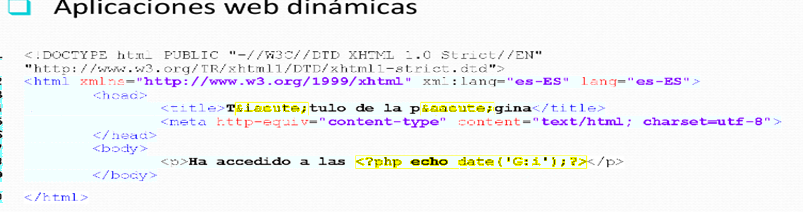 Aplicaciones web dinámicas
<!DOCTYPE html PUBLIC "-//W3C//DTD XHTML 1.0 Strict//EN"
"http://www.w3.org/TR/xhtml1/DTD/xhtml1-strict.dtd">
<html xmlns="http://www.w3.org/1999/xhtml" xml:lang="es-ES" lang="es-ES">
<head>
<title>T&iacute;tulo de la p&aacute;gina</title>
<meta http-equiv="content-type" content="text/html; charset=utf-8">
</head>
<body>
<p>Ha accedido a las <?php echo date('G:i');?></p>
</body>
</html>